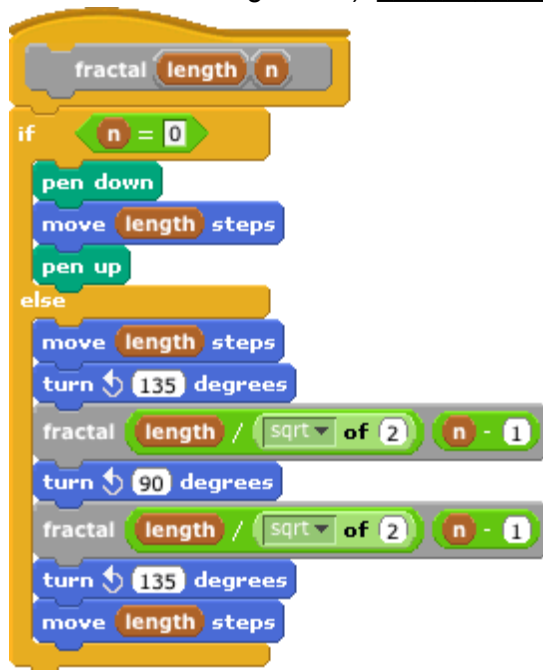 fractal length n
if n = 0
pen down
move length steps
pen up
else
move length steps
turn 135 degrees
fractal length / sqrt of 2 n - 1
turn 90 degrees
fractal length / sqrt of 2 n - 1
turn 135 degrees
move length steps